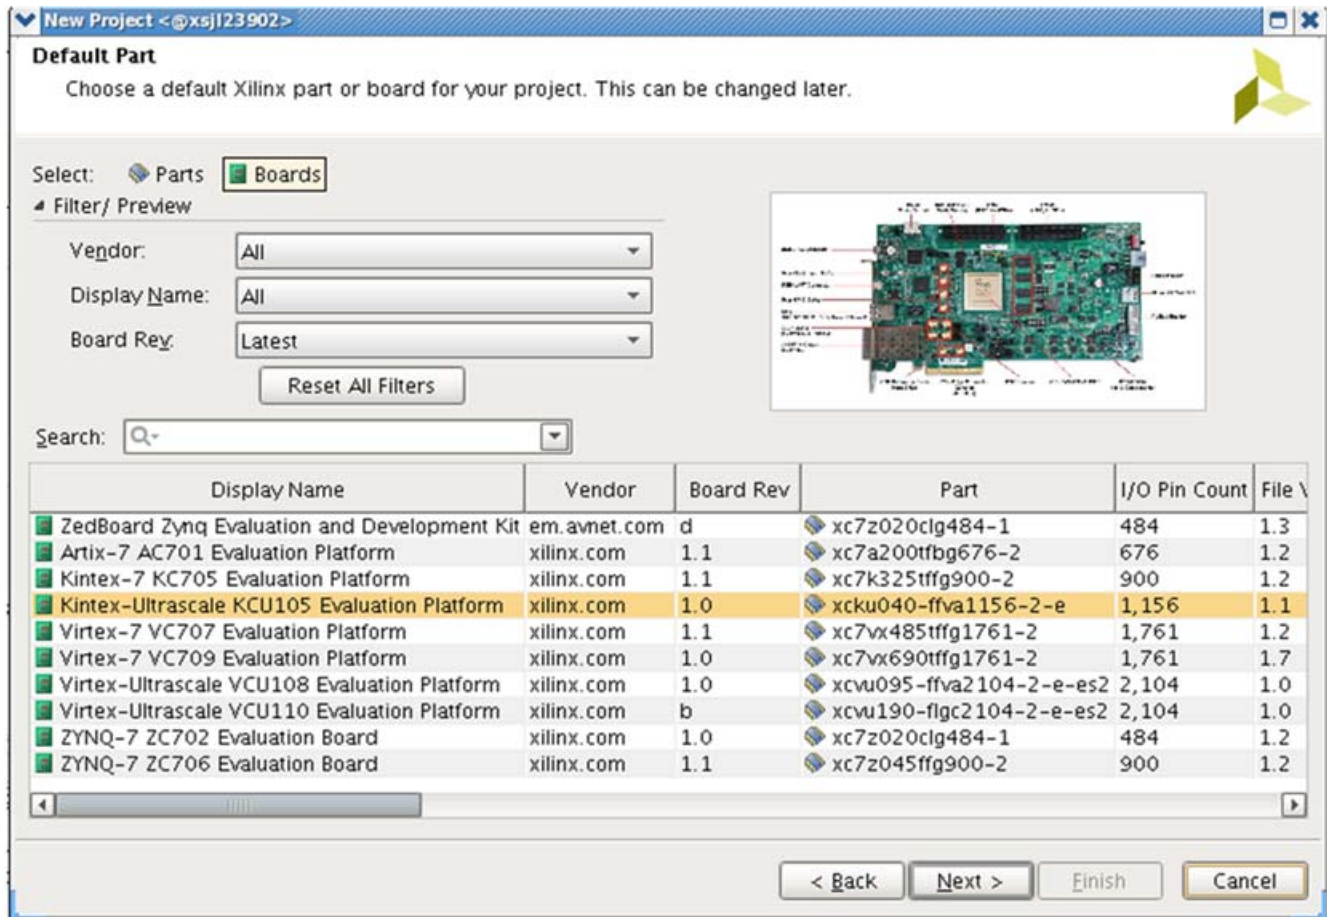 New Project <@xsjl23902>
Default Part
Choose a default Xilinx part or board for your project. This can be changed later.
Select: Parts Boards
Filter/ Preview
Vendor: All
Display Name: All
Board Rev: Latest
Reset All Filters
Search:
Display Name Vendor Board Rev Part I/O Pin Count File
ZedBoard Zynq Evaluation and Development Kit em.avnet.com d xc7z020clg484-1 484 1.3
Artix-7 AC701 Evaluation Platform xilinx.com 1.1 xc7a200tfbg676-2 676 1.2
Kintex-7 KC705 Evaluation Platform xilinx.com 1.1 xc7k325tffg900-2 900 1.2
Kintex-Ultrascale KCU105 Evaluation Platform xilinx.com 1.0 xcku040-ffva1156-2-e 1,156 1.1
Virtex-7 VC707 Evaluation Platform xilinx.com 1.1 xc7vx485tffg1761-2 1,761 1.2
Virtex-7 VC709 Evaluation Platform xilinx.com 1.0 xc7vx690tffg1761-2 1,761 1.7
Virtex-Ultrascale VCU108 Evaluation Platform xilinx.com 1.0 xcvu095-ffva2104-2-e-es2 2,104 1.0
Virtex-Ultrascale VCU110 Evaluation Platform xilinx.com b xcvu190-flgc2104-2-e-es2 2,104 1.0
ZYNQ-7 ZC702 Evaluation Board xilinx.com 1.0 xc7z020clg484-1 484 1.2
ZYNQ-7 ZC706 Evaluation Board xilinx.com 1.1 xc7z045ffg900-2 900 1.2
< Back Next > Finish Cancel